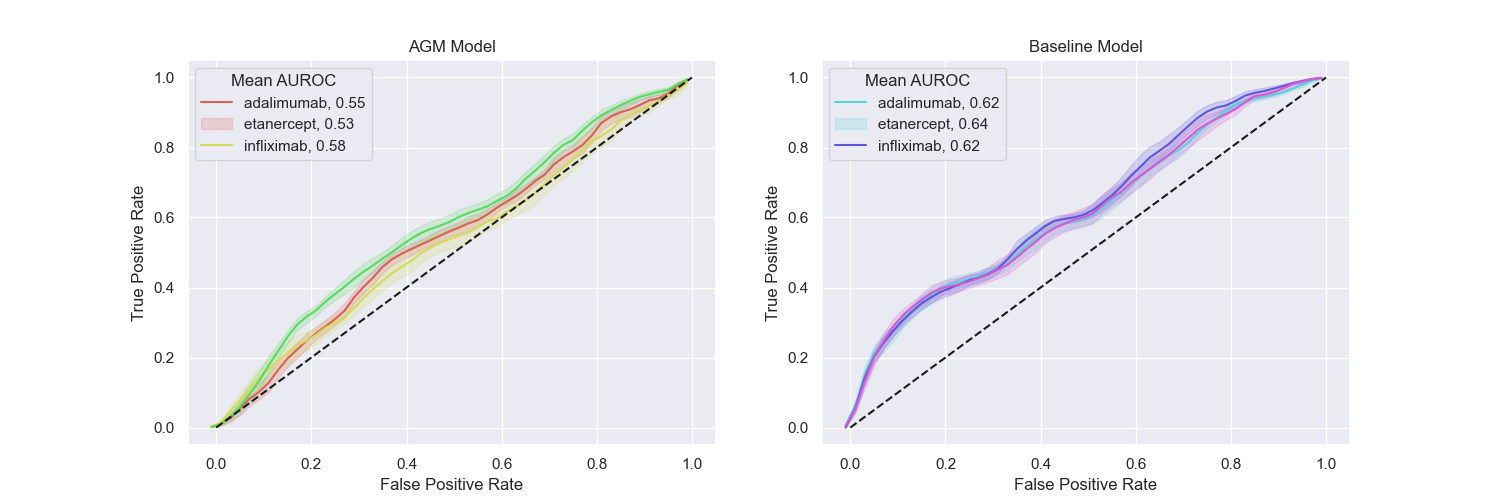 AGM Model
Mean AUROC
adalimumab, 0.55
etanercept, 0.53
infliximab, 0.58
1.0
0.8
0.6
0.4
0.2
0.0
True Positive Rate
0.0 0.2 0.4 0.6 0.8 1.0
False Positive Rate
Baseline Model
Mean AUROC
adalimumab, 0.62
etanercept, 0.64
infliximab, 0.62
1.0
0.8
0.6
0.4
0.2
0.0
True Positive Rate
0.0 0.2 0.4 0.6 0.8 1.0
False Positive Rate